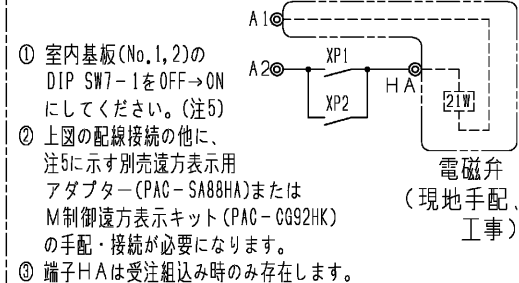 A1
① 室内基板(No.1,2)の
DIP SW7-1をOFF→ON
にしてください。(注5)
A2
XP1
HA
XP2
21W
② 上図の配線接続の他に、
注5に示す別売遠方表示用
アダプター(PAC-SA88HA)または
M制御遠方表示キット(PAC-CG92HK)
の手配・接続が必要になります。
電磁弁
(現地手配、
工事)
③ 端子HAは受注組込み時のみ存在します。